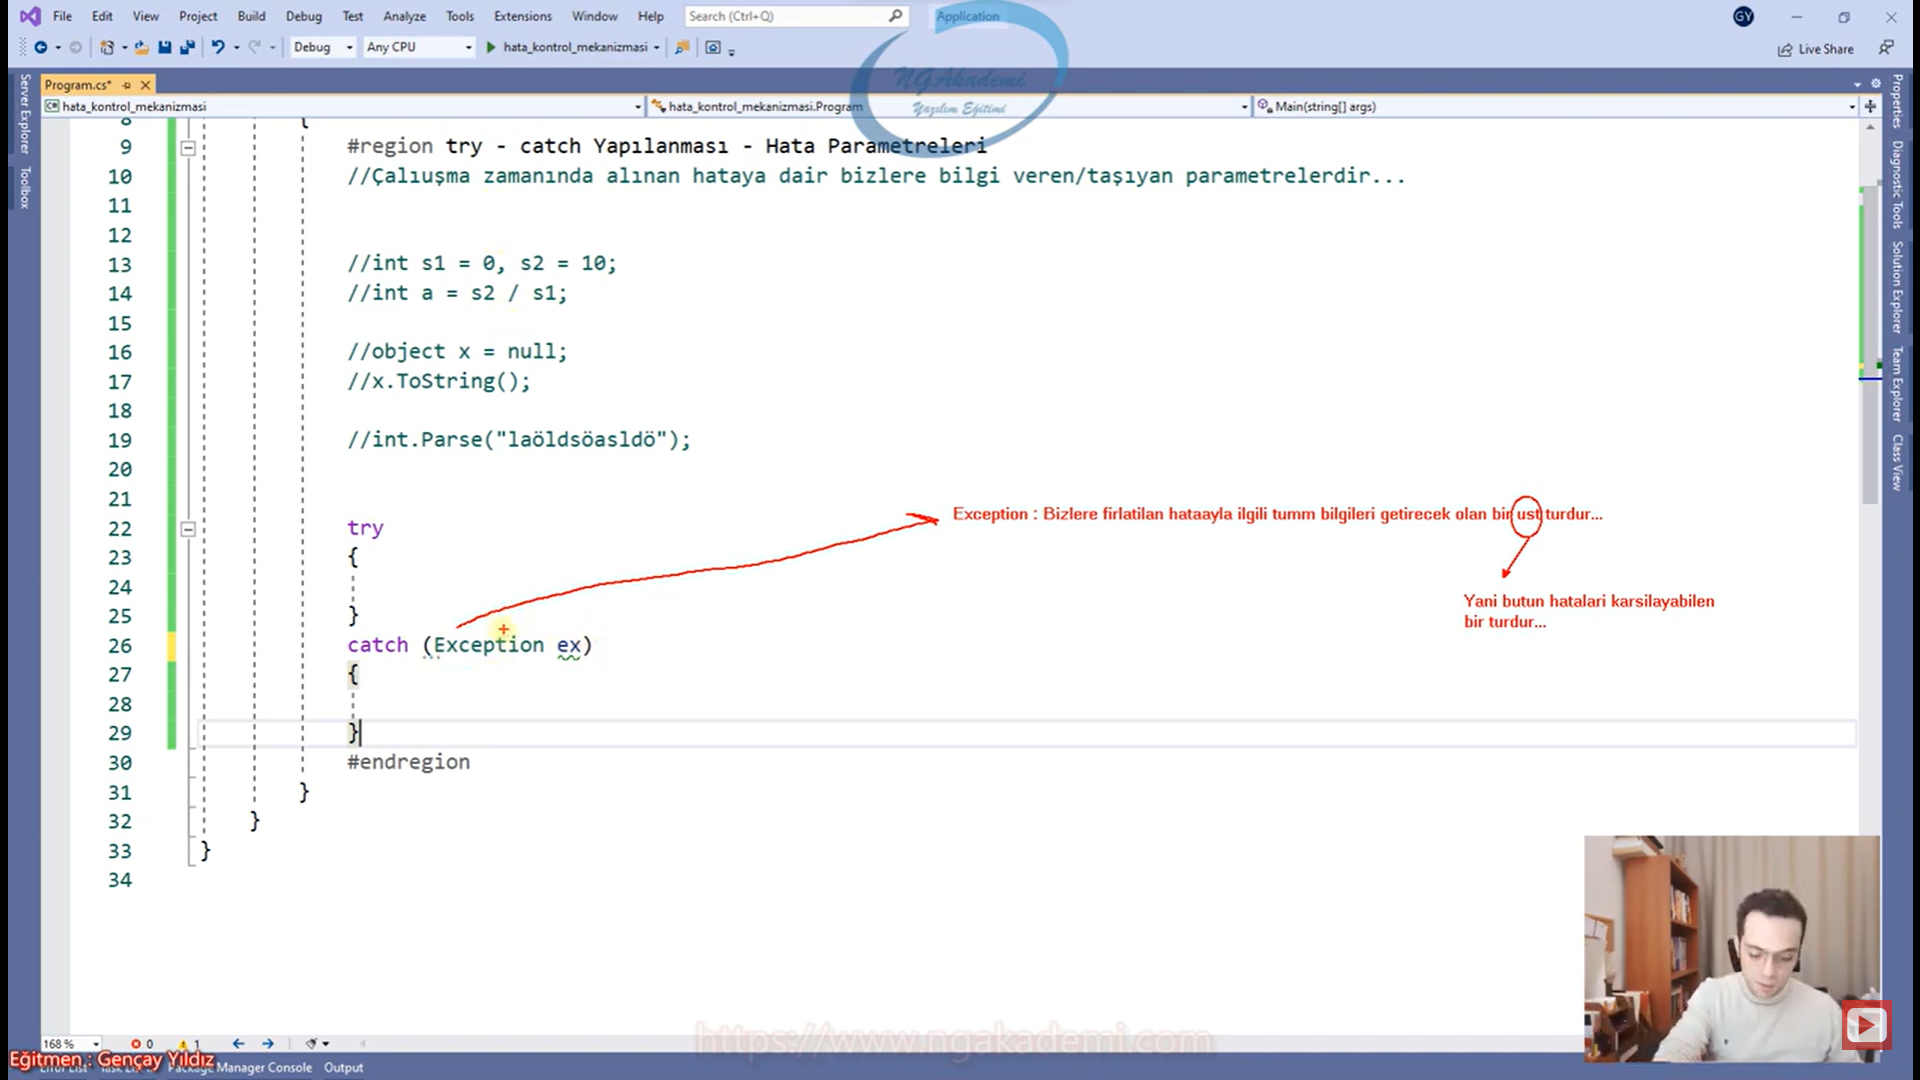 File Edit View Project Build Debug Test Analyze Tools Extensions Window Help Search (Ctrl+Q) Application GY
Debug Any CPU hata_kontrol_mekanizmasi Live Share
NGAkademi
Yazılım Eğitimi
Program.cs*
hata_kontrol_mekanizmasi hata_kontrol_mekanizmasi.Program Main(string[] args)
Server Explorer
Toolbox
Properties
Diagnostic Tools
Solution Explorer
Team Explorer
Class View
8 {
9 #region try - catch Yapılanması - Hata Parametreleri
10 //Çalıuşma zamanında alınan hataya dair bizlere bilgi veren/taşıyan parametrelerdir...
11
12
13 //int s1 = 0, s2 = 10;
14 //int a = s2 / s1;
15
16 //object x = null;
17 //x.ToString();
18
19 //int.Parse("laöldsöasldö");
20
21
Exception : Bizlere firlatilan hataayla ilgili tumm bilgileri getirecek olan bir ust turdur...
22 try
23 {
24
Yani butun hatalari karsilayabilen
bir turdur...
25 }
26 catch (Exception ex)
27 {
28
29 }
30 #endregion
31 }
32 }
33 }
34
168 % 0 1
https://www.ngakademi.com
Eğitmen : Gençay Yıldız
Package Manager Console Output